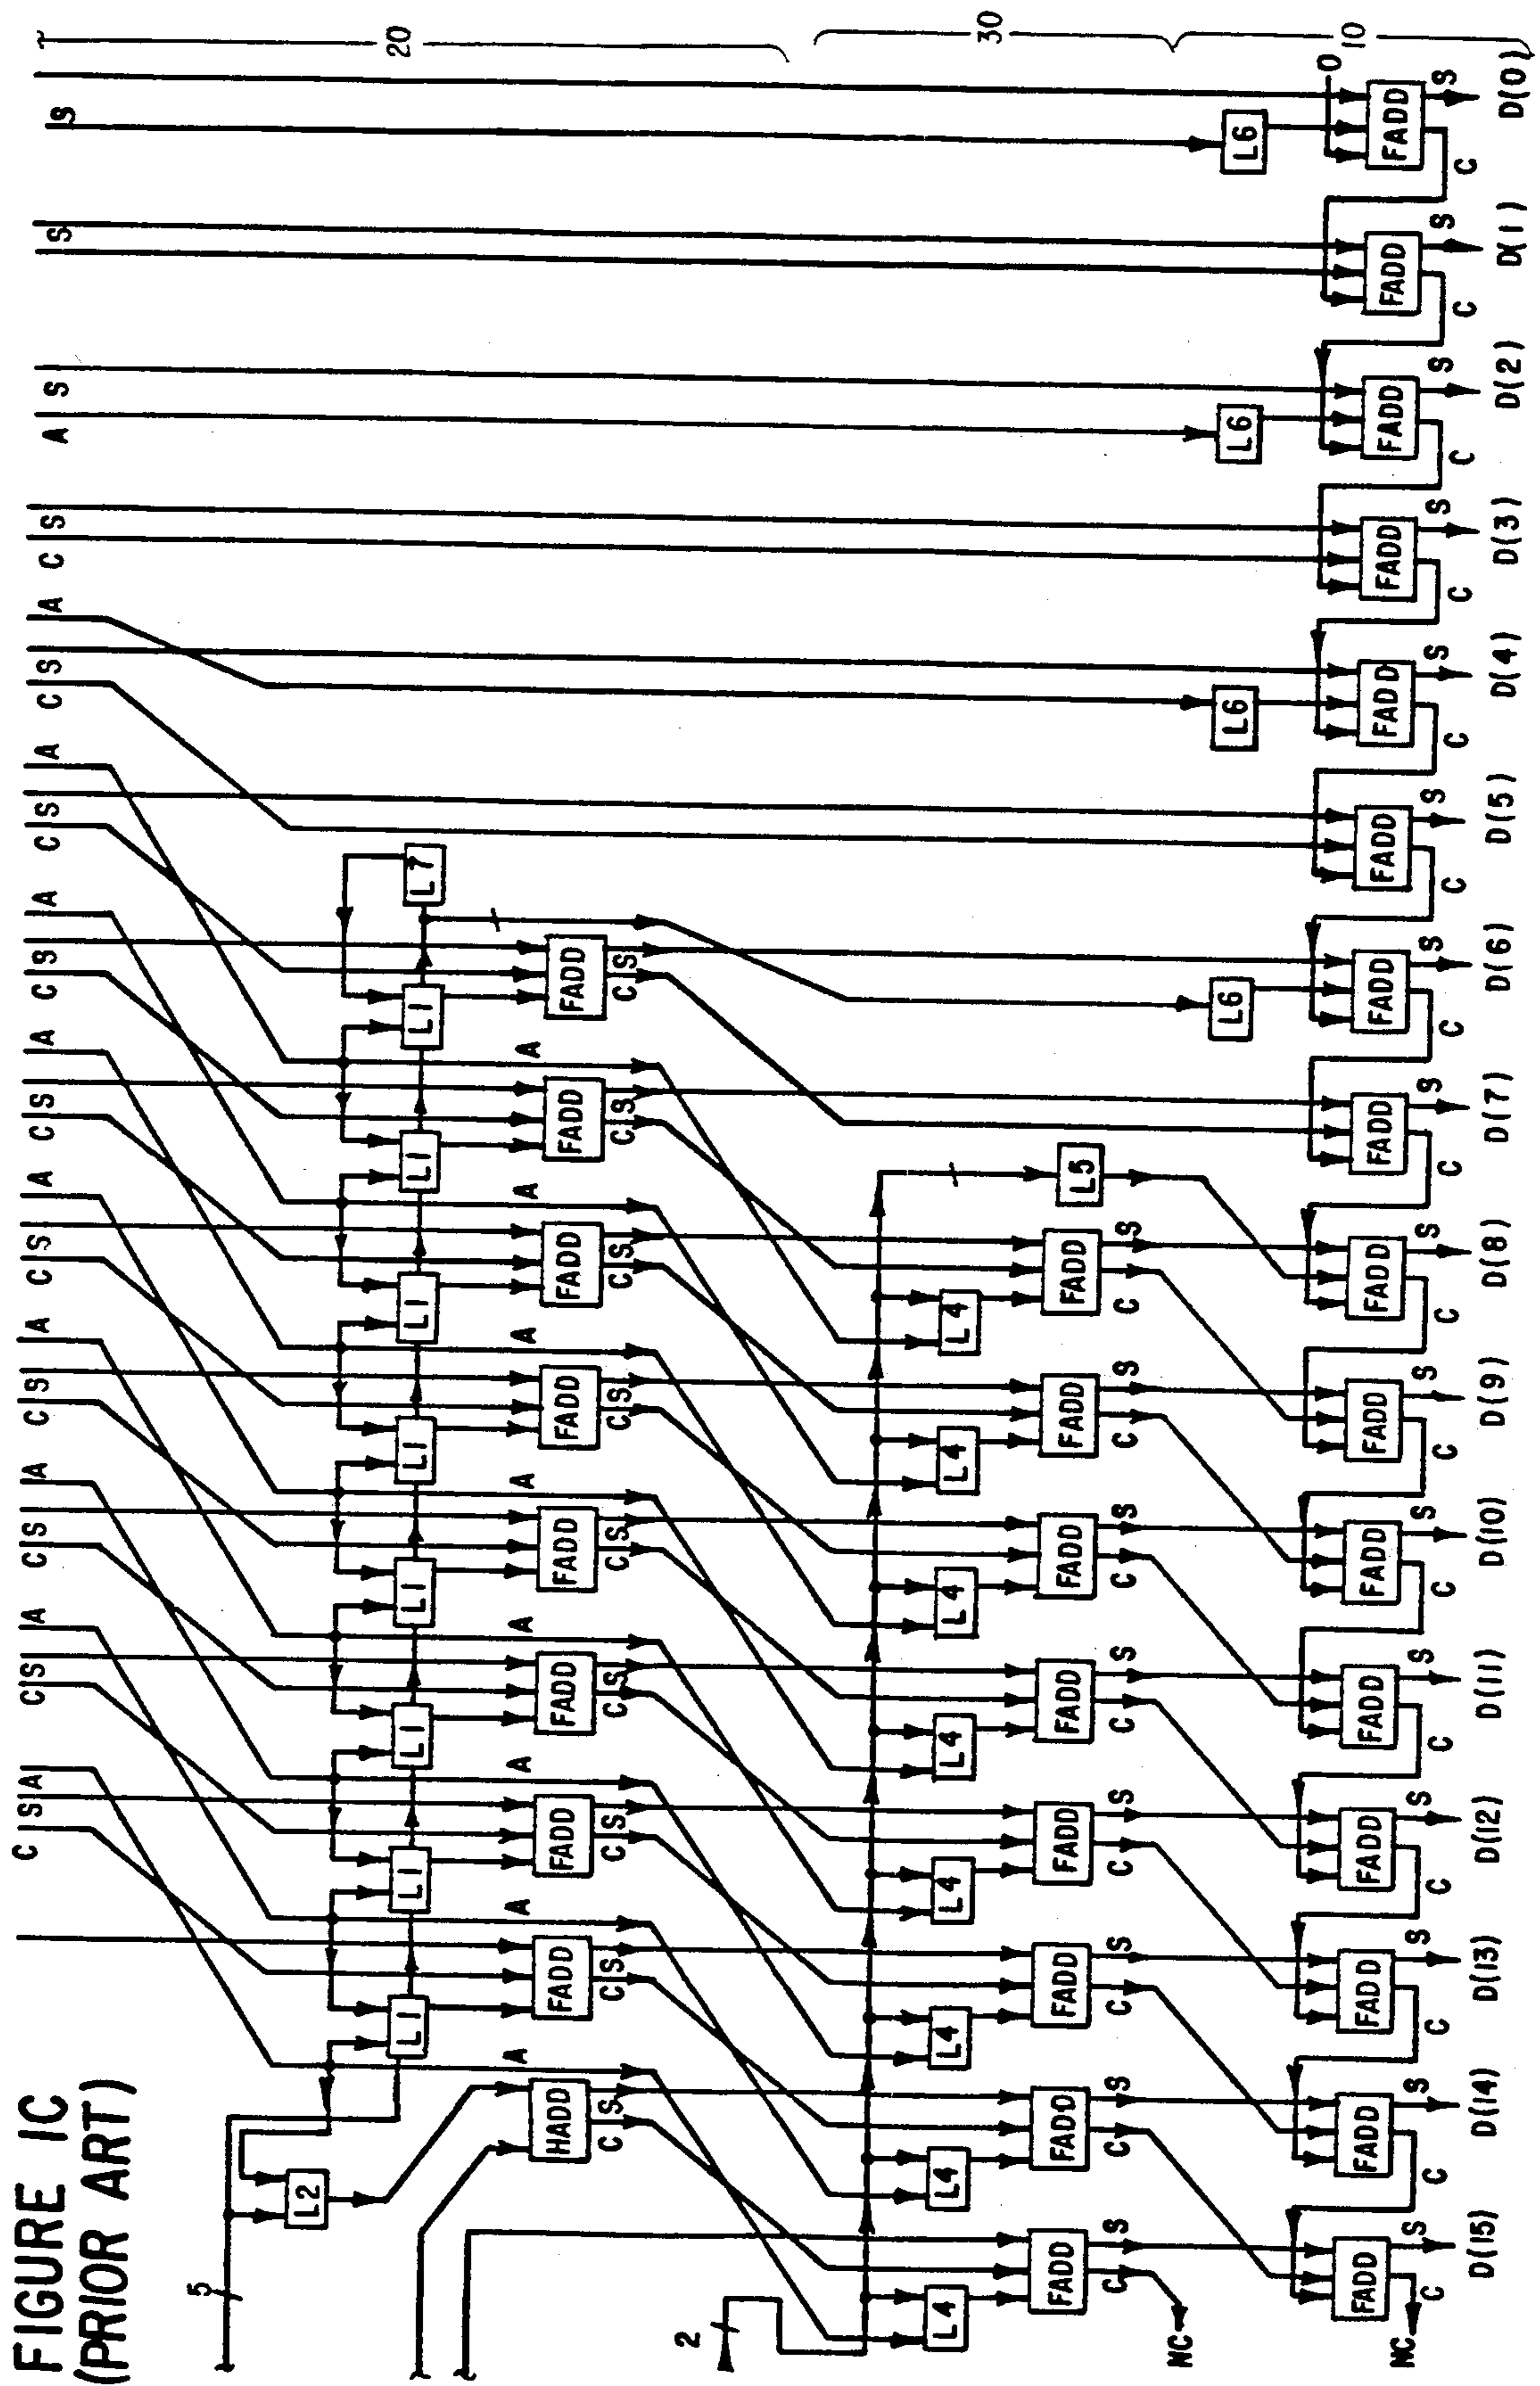 FIGURE 1C
(PRIOR ART)
C S A C S A C S A C S A C S A C S A C S A C S A C S A C S A S S S
20
5
L2 L1 L1 L1 L1 L1 L1 L1 L1 L7
A A A A A A A A
HADD FADD FADD FADD FADD FADD FADD FADD FADD
C S C S C S C S C S C S C S C S C S
2
L4 L4 L4 L4 L4 L4 L4 L4
30
FADD FADD FADD FADD FADD FADD FADD FADD L5
C S C S C S C S C S C S C S C S
NC
L6 L6 L6 L6
0
10
FADD FADD FADD FADD FADD FADD FADD FADD FADD FADD FADD FADD FADD FADD FADD FADD
NC C S C S C S C S C S C S C S C S C S C S C S C S C S C S C S C S
D(15) D(14) D(13) D(12) D(11) D(10) D(9) D(8) D(7) D(6) D(5) D(4) D(3) D(2) D(1) D(0)